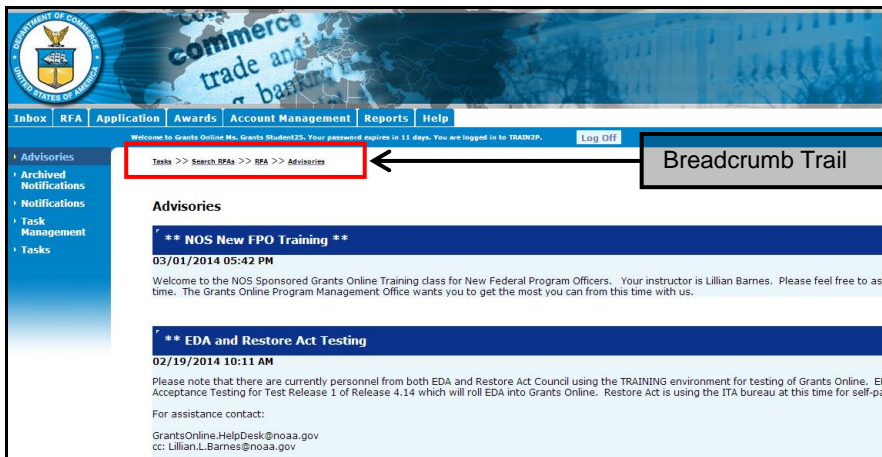 DEPARTMENT OF COMMERCE
UNITED STATES OF
commerce
trade and
banking
Inbox RFA Application Awards Account Management Reports Help
Welcome to Grants Online Ms. Grants Student25. Your password expires in 11 days. You are logged in to TRAIN2P.
Log Off
Advisories
Archived
Notifications
Notifications
Task
Management
Tasks
Tasks >> Search RFAs >> RFA >> Advisories
Breadcrumb Trail
Advisories
** NOS New FPO Training **
03/01/2014 05:42 PM
Welcome to the NOS Sponsored Grants Online Training class for New Federal Program Officers. Your instructor is Lillian Barnes. Please feel free to as
time. The Grants Online Program Management Office wants you to get the most you can from this time with us.
** EDA and Restore Act Testing
02/19/2014 10:11 AM
Please note that there are currently personnel from both EDA and Restore Act Council using the TRAINING environment for testing of Grants Online.
Acceptance Testing for Test Release 1 of Release 4.14 which will roll EDA into Grants Online. Restore Act is using the ITA bureau at this time for self-pa
For assistance contact:
GrantsOnline.HelpDesk@noaa.gov
cc: Lillian.L.Barnes@noaa.gov